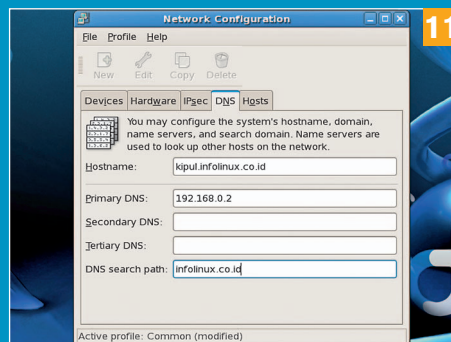 11
Network Configuration
File Profile Help
New Edit Copy Delete
Devices Hardware IPsec DNS Hosts
You may configure the system's hostname, domain,
name servers, and search domain. Name servers are
used to look up other hosts on the network.
Hostname: kipul.infolinux.co.id
Primary DNS: 192.168.0.2
Secondary DNS:
Tertiary DNS:
DNS search path: infolinux.co.id
Active profile: Common (modified)